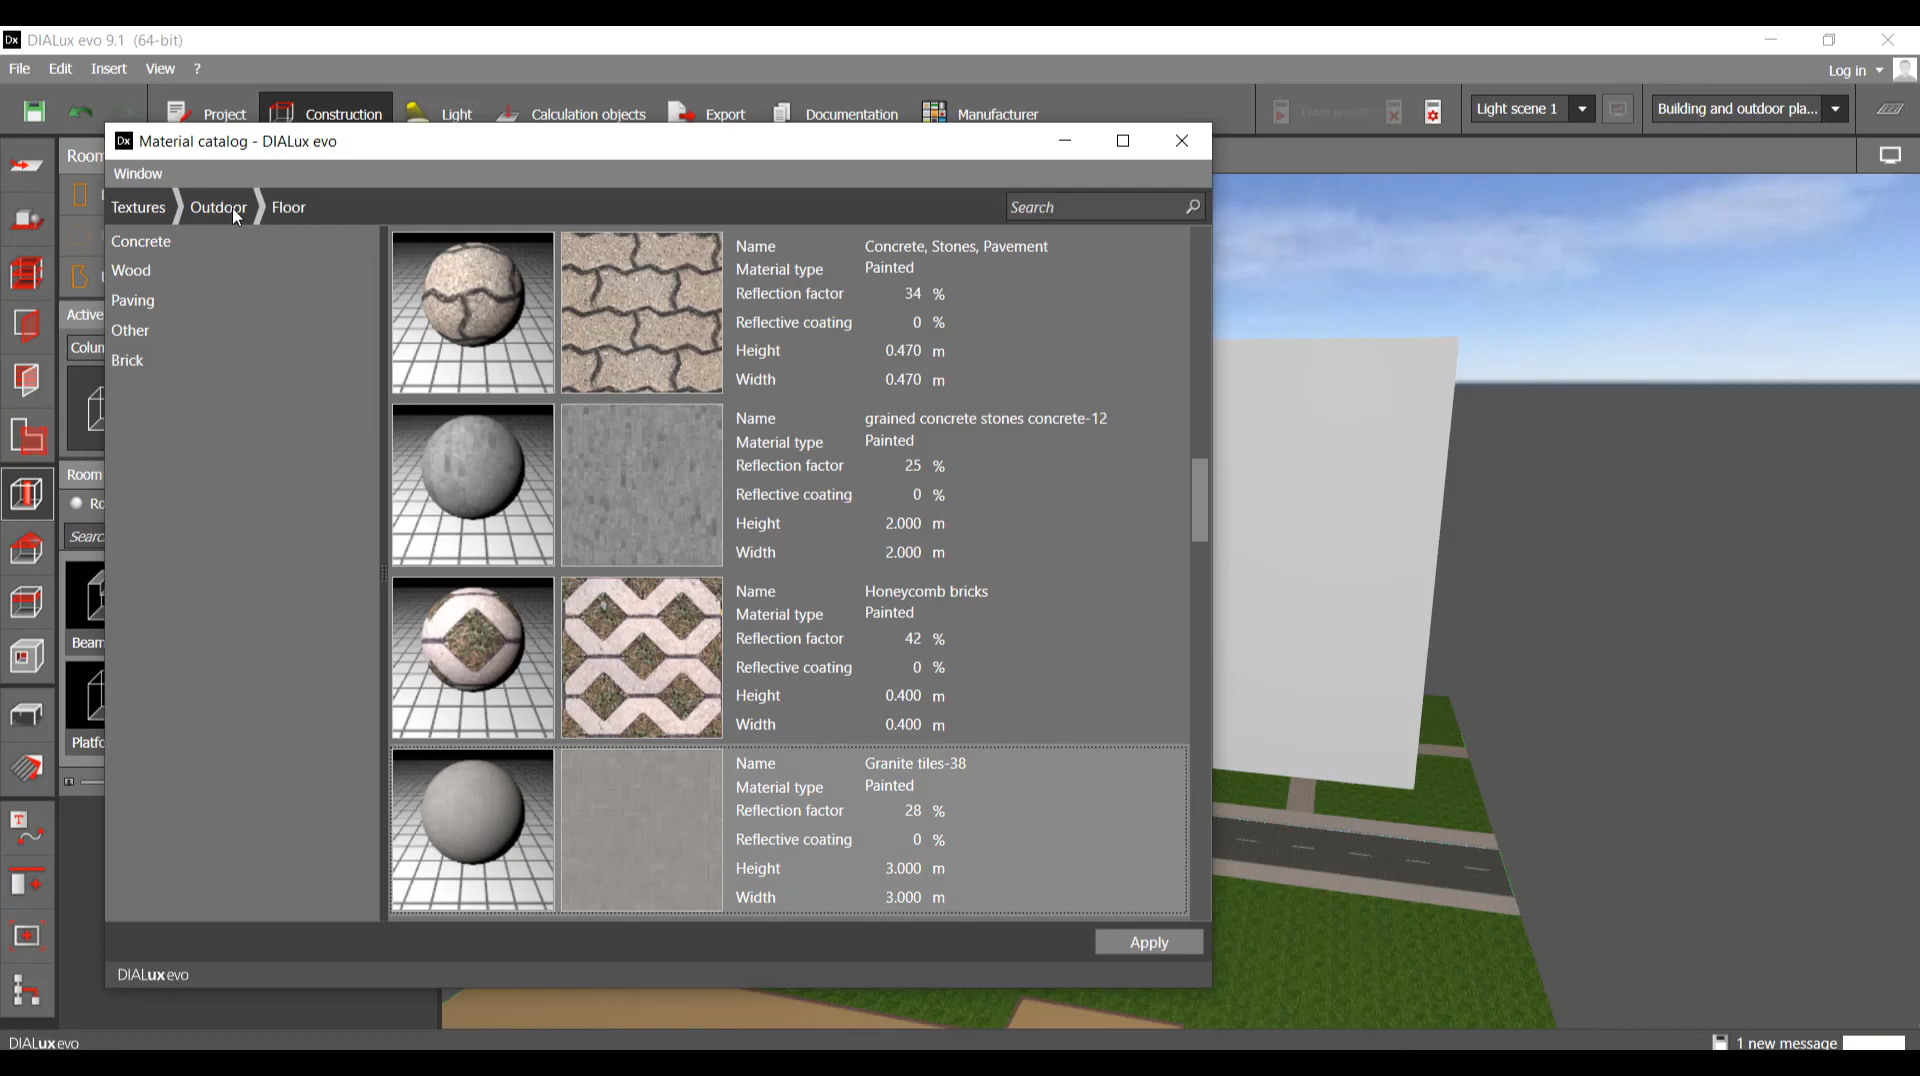 Dx DIALux evo 9.1 (64-bit)
File Edit Insert View ?
Log in
Project Construction Light Calculation objects Export Documentation Manufacturer
Entire project
Light scene 1
Building and outdoor pla...
Room
Dx Material catalog - DIALux evo
Window
Textures Outdoor Floor
Search
Concrete
Wood
Paving
Other
Brick
Active
Colum
Room
Ro
Searc
Beam
Platfo
Name Concrete, Stones, Pavement
Material type Painted
Reflection factor 34 %
Reflective coating 0 %
Height 0.470 m
Width 0.470 m
Name grained concrete stones concrete-12
Material type Painted
Reflection factor 25 %
Reflective coating 0 %
Height 2.000 m
Width 2.000 m
Name Honeycomb bricks
Material type Painted
Reflection factor 42 %
Reflective coating 0 %
Height 0.400 m
Width 0.400 m
Name Granite tiles-38
Material type Painted
Reflection factor 28 %
Reflective coating 0 %
Height 3.000 m
Width 3.000 m
Apply
DIALux evo
DIALux evo
1 new message